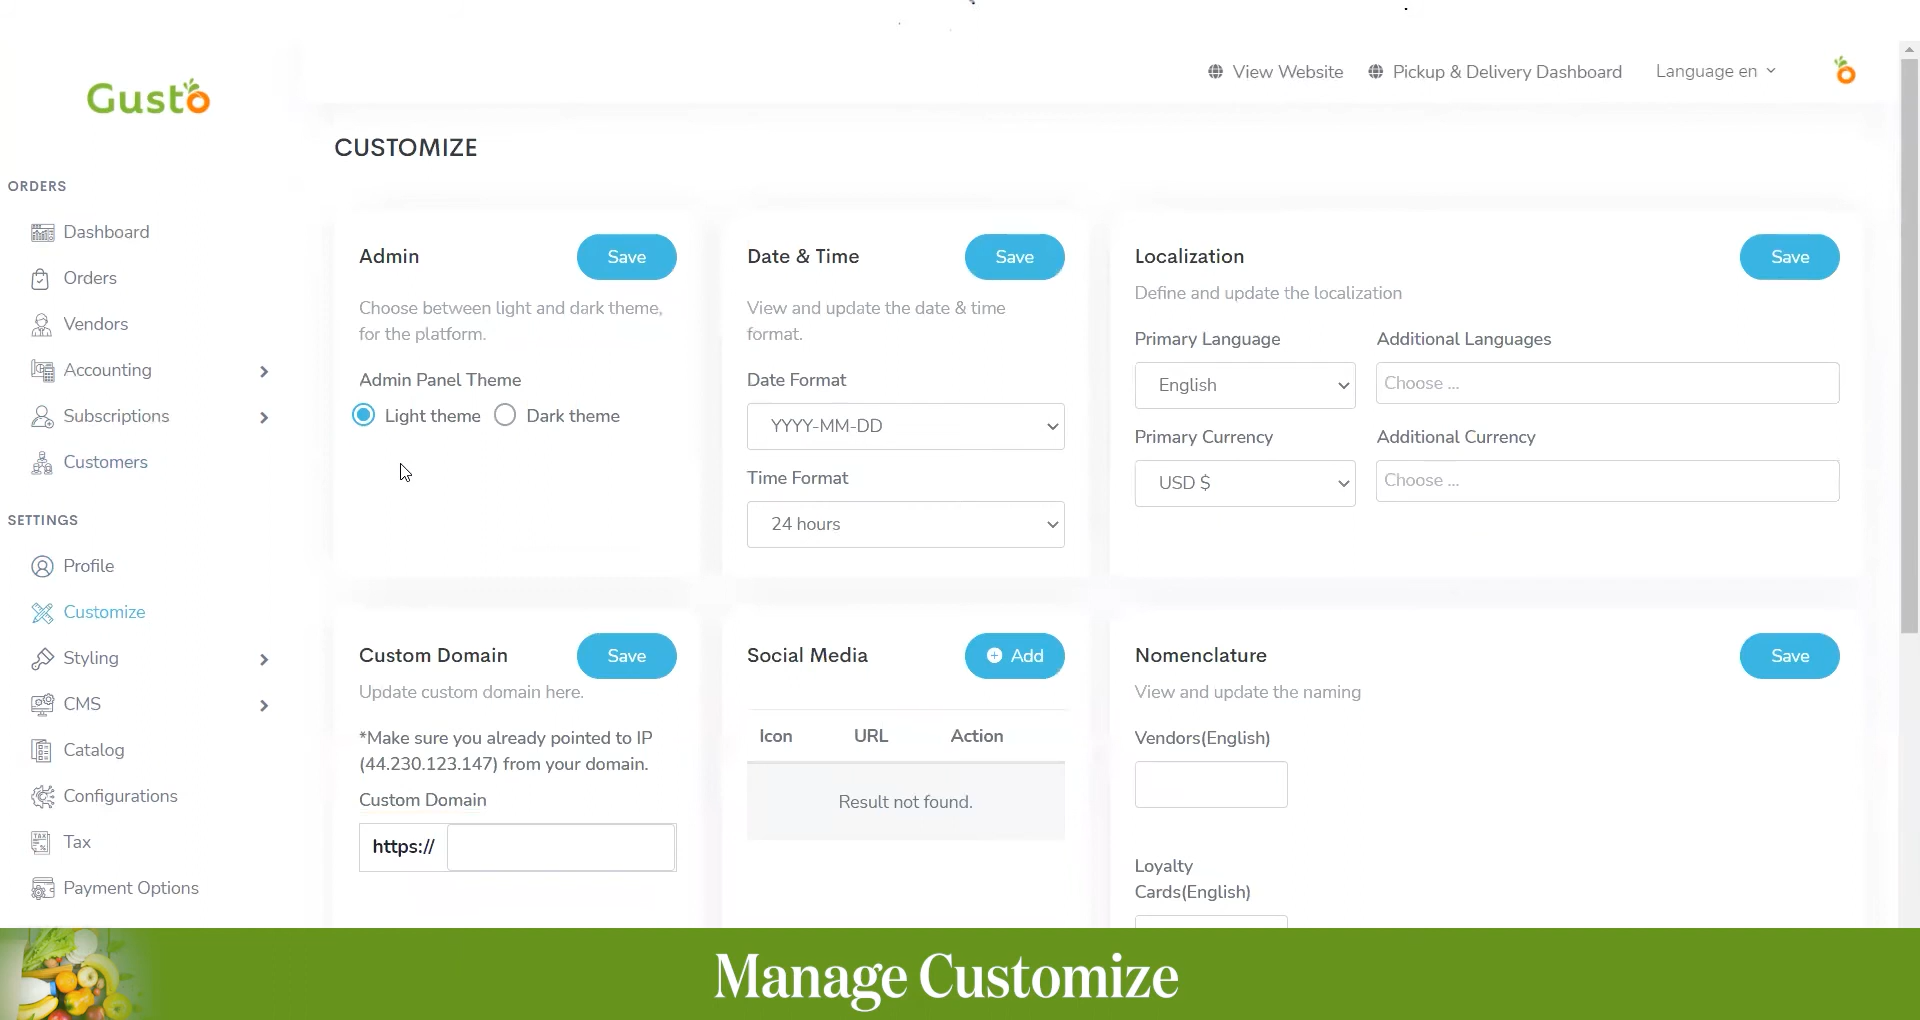 Gusto
View Website
Pickup & Delivery Dashboard
Language en
CUSTOMIZE
ORDERS
Dashboard
Orders
Vendors
Accounting
Subscriptions
Customers
SETTINGS
Profile
Customize
Styling
CMS
Catalog
Configurations
Tax
Payment Options
Admin
Save
Choose between light and dark theme,
for the platform.
Admin Panel Theme
Light theme
Dark theme
Date & Time
Save
View and update the date & time
format.
Date Format
YYYY-MM-DD
Time Format
24 hours
Localization
Save
Define and update the localization
Primary Language
Additional Languages
English
Choose ...
Primary Currency
Additional Currency
USD $
Choose ...
Custom Domain
Save
Update custom domain here.
*Make sure you already pointed to IP
(44.230.123.147) from your domain.
Custom Domain
https://
Social Media
Add
Icon
URL
Action
Result not found.
Nomenclature
Save
View and update the naming
Vendors(English)
Loyalty
Cards(English)
Manage Customize